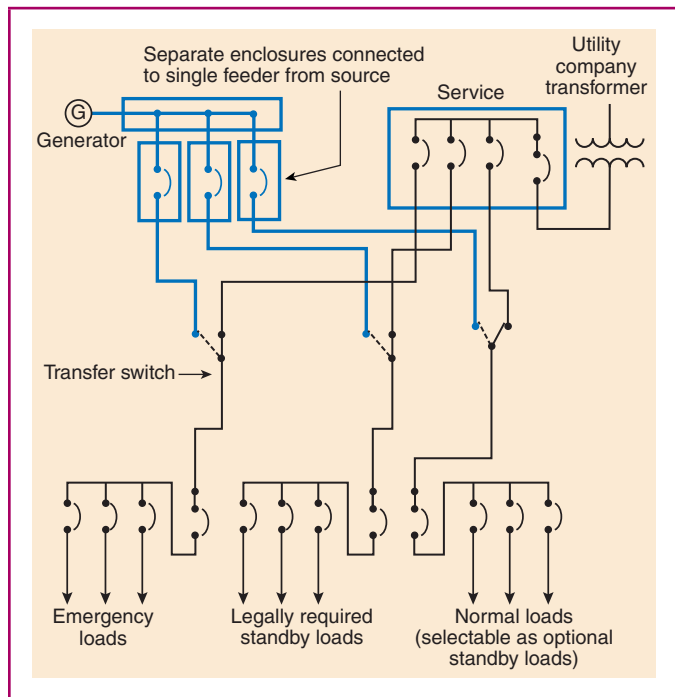 Separate enclosures connected
to single feeder from source
Utility
company
transformer
Service
G
Generator
Transfer switch
Emergency
loads
Legally required
standby loads
Normal loads
(selectable as optional
standby loads)